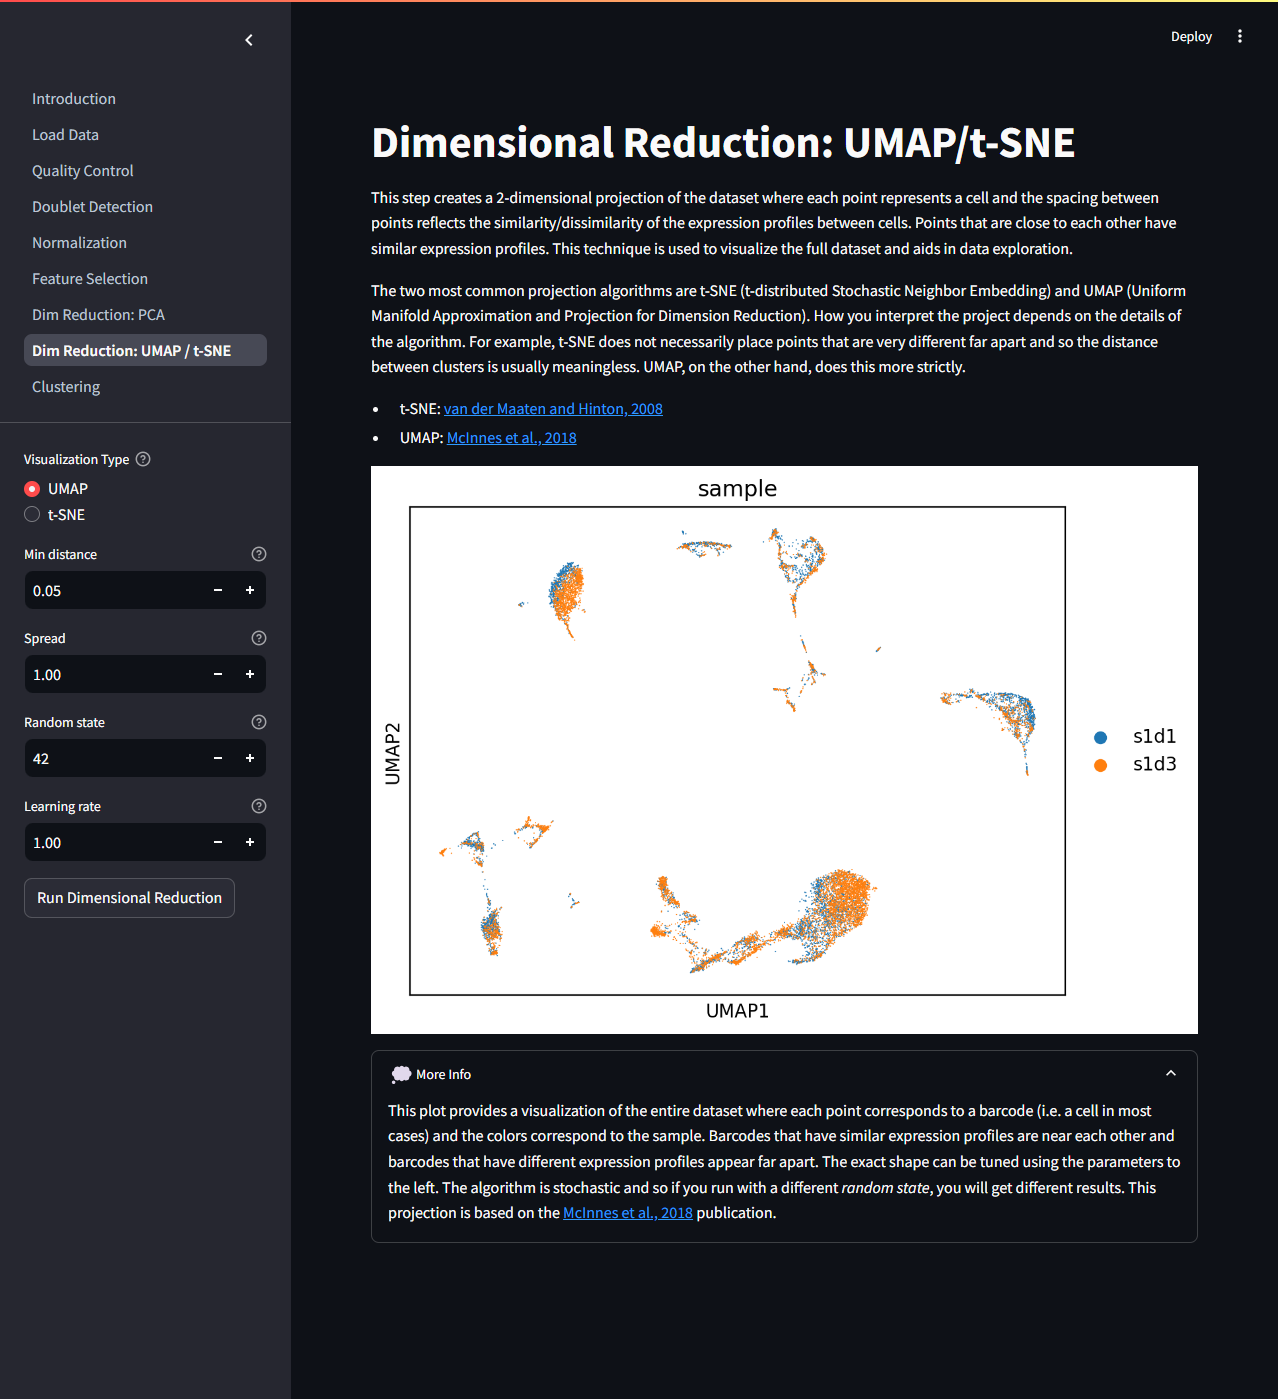 Deploy
Introduction
Load Data
Quality Control
Doublet Detection
Normalization
Feature Selection
Dim Reduction: PCA
Dim Reduction: UMAP / t-SNE
Clustering
Visualization Type
UMAP
t-SNE
Min distance
0.05
Spread
1.00
Random state
42
Learning rate
1.00
Run Dimensional Reduction
Dimensional Reduction: UMAP/t-SNE
This step creates a 2-dimensional projection of the dataset where each point represents a cell and the spacing between
points reflects the similarity/dissimilarity of the expression profiles between cells. Points that are close to each other have
similar expression profiles. This technique is used to visualize the full dataset and aids in data exploration.
The two most common projection algorithms are t-SNE (t-distributed Stochastic Neighbor Embedding) and UMAP (Uniform
Manifold Approximation and Projection for Dimension Reduction). How you interpret the project depends on the details of
the algorithm. For example, t-SNE does not necessarily place points that are very different far apart and so the distance
between clusters is usually meaningless. UMAP, on the other hand, does this more strictly.
• t-SNE: van der Maaten and Hinton, 2008
• UMAP: McInnes et al., 2018
sample
UMAP2
s1d1
s1d3
UMAP1
More Info
This plot provides a visualization of the entire dataset where each point corresponds to a barcode (i.e. a cell in most
cases) and the colors correspond to the sample. Barcodes that have similar expression profiles are near each other and
barcodes that have different expression profiles appear far apart. The exact shape can be tuned using the parameters to
the left. The algorithm is stochastic and so if you run with a different random state, you will get different results. This
projection is based on the McInnes et al., 2018 publication.